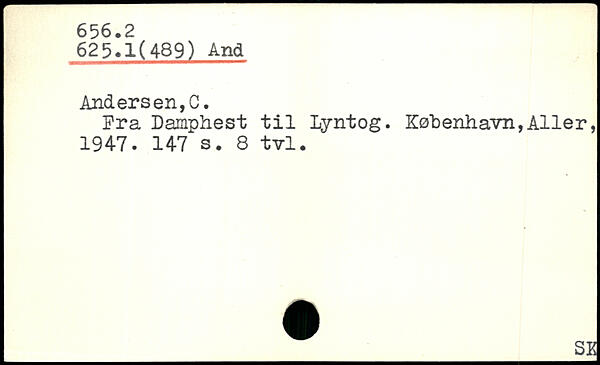 656.2
625.1(489) And
Andersen,C.
Fra Damphest til Lyntog. København,Aller,
1947. 147 s. 8 tvl.
SK